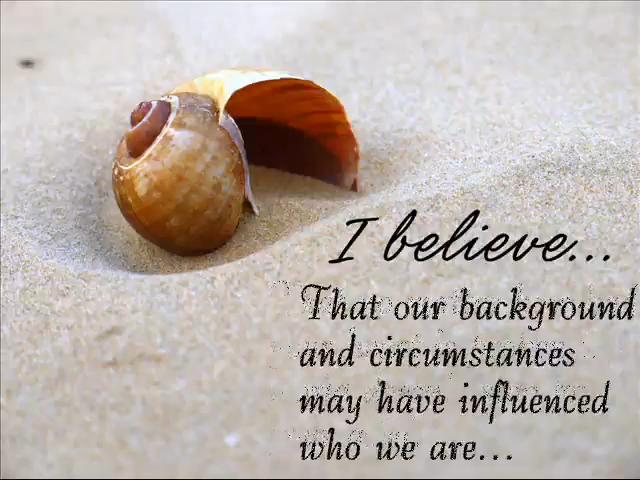 I believe...
That our background
and circumstances
may have influenced
who we are...